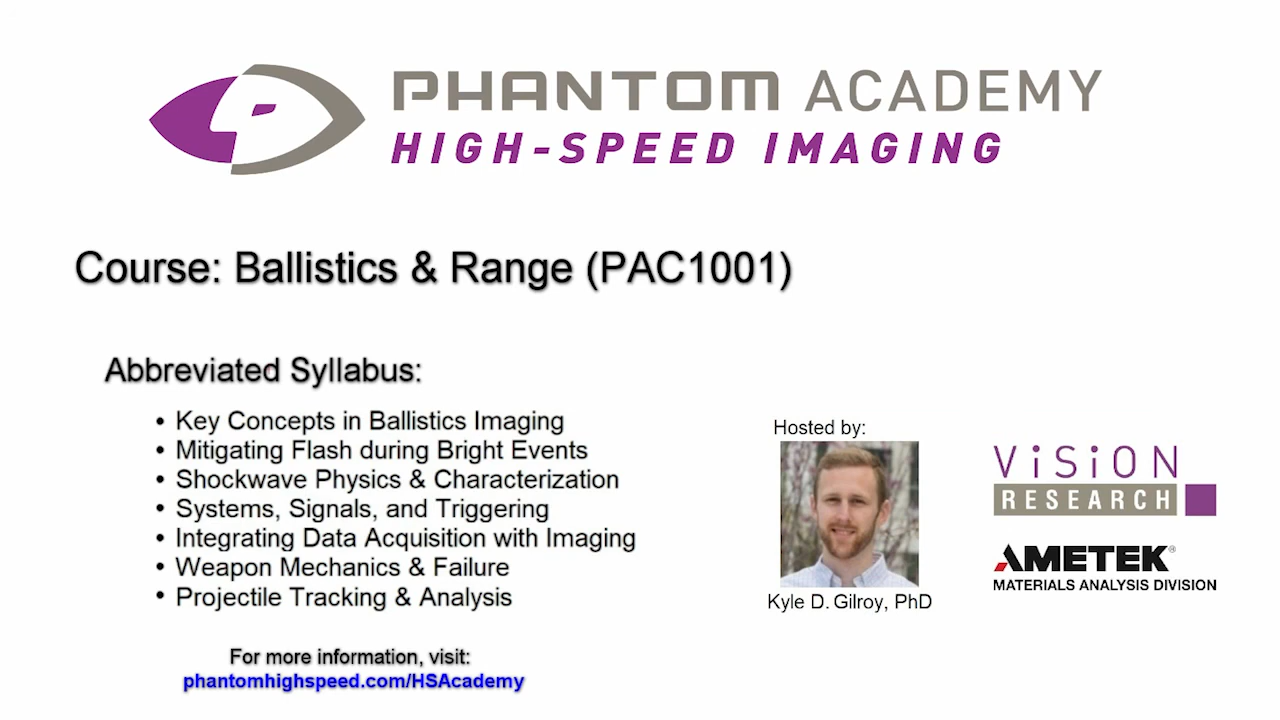 PHANTOM ACADEMY
HIGH-SPEED IMAGING
Course: Ballistics & Range (PAC1001)
Abbreviated Syllabus:
• Key Concepts in Ballistics Imaging
• Mitigating Flash during Bright Events
• Shockwave Physics & Characterization
• Systems, Signals, and Triggering
• Integrating Data Acquisition with Imaging
• Weapon Mechanics & Failure
• Projectile Tracking & Analysis
For more information, visit:
phantomhighspeed.com/HSAcademy
Hosted by:
Kyle D. Gilroy, PhD
ViSiON
RESEARCH
AMETEK®
MATERIALS ANALYSIS DIVISION